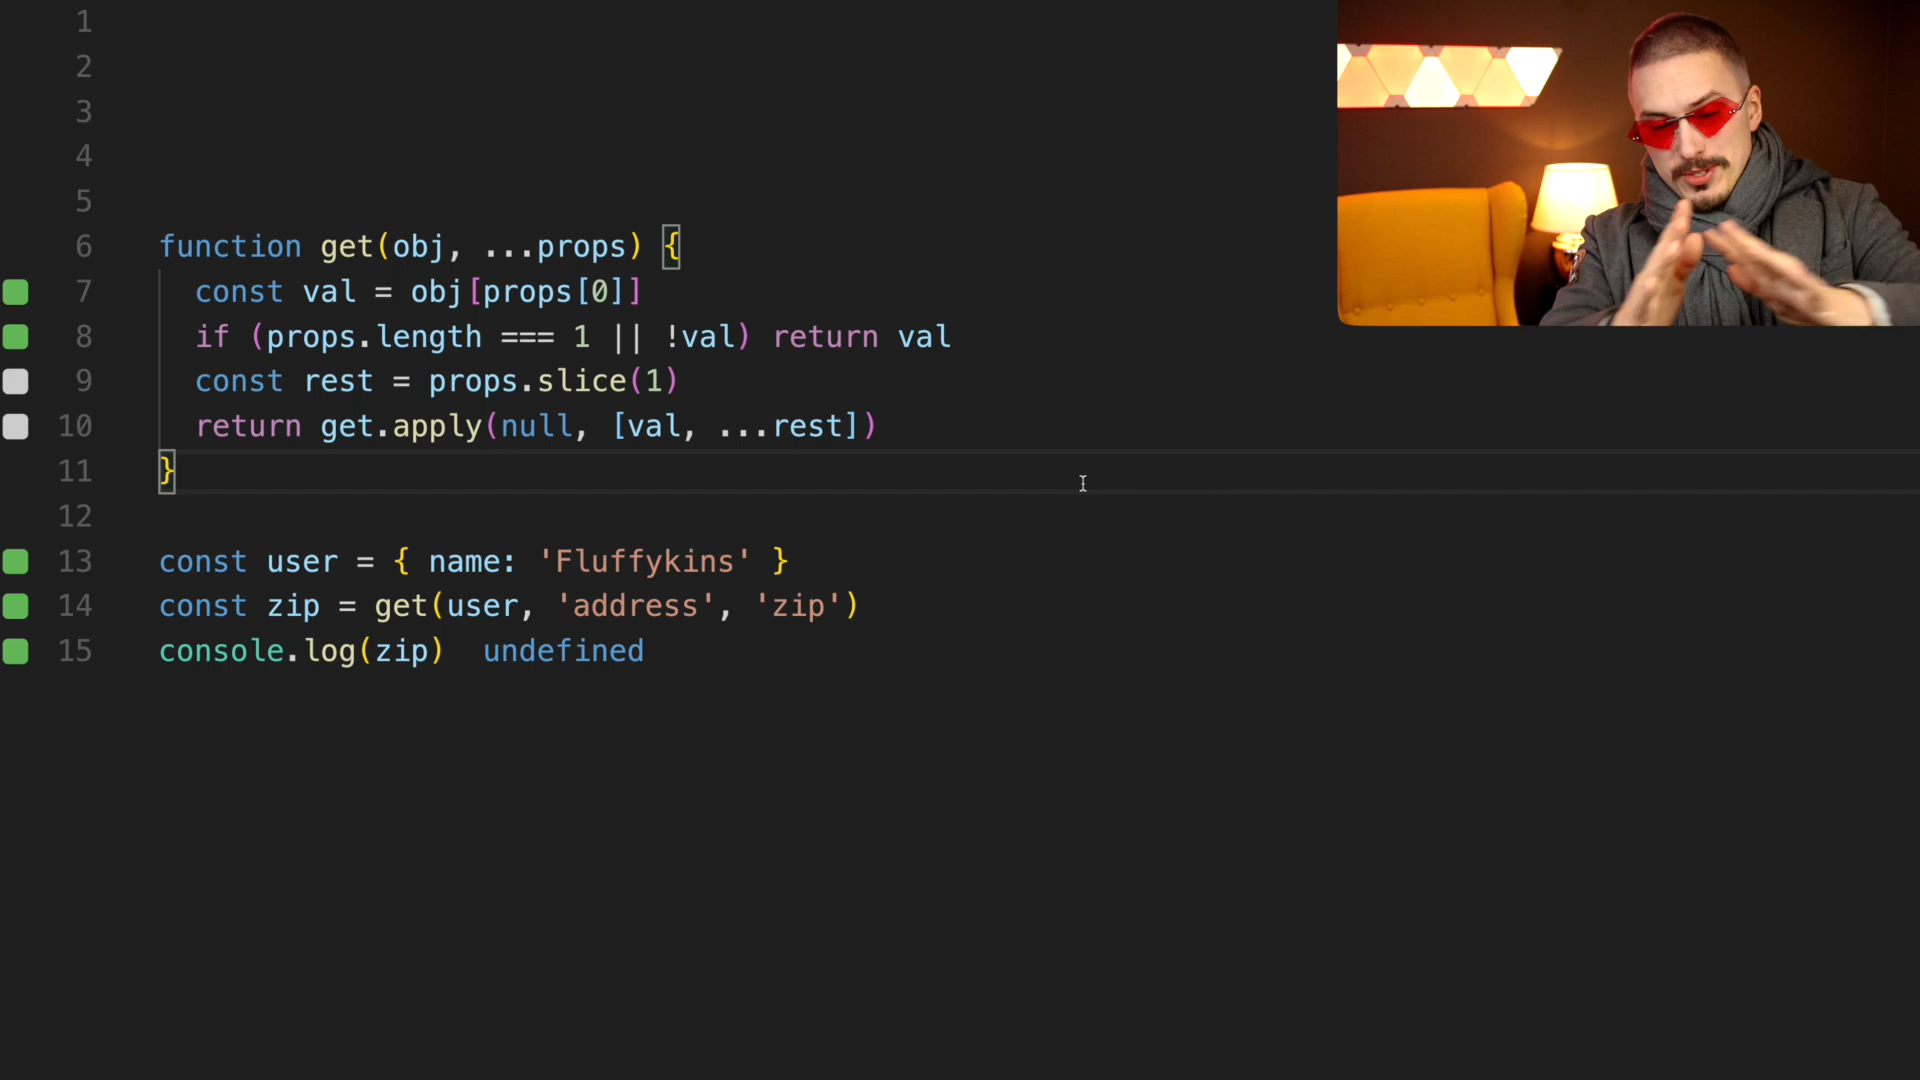 1
2
3
4
5
6 function get(obj, ...props) {
7 const val = obj[props[0]]
8 if (props.length === 1 || !val) return val
9 const rest = props.slice(1)
10 return get.apply(null, [val, ...rest])
11 }
12
13 const user = { name: 'Fluffykins' }
14 const zip = get(user, 'address', 'zip')
15 console.log(zip) undefined